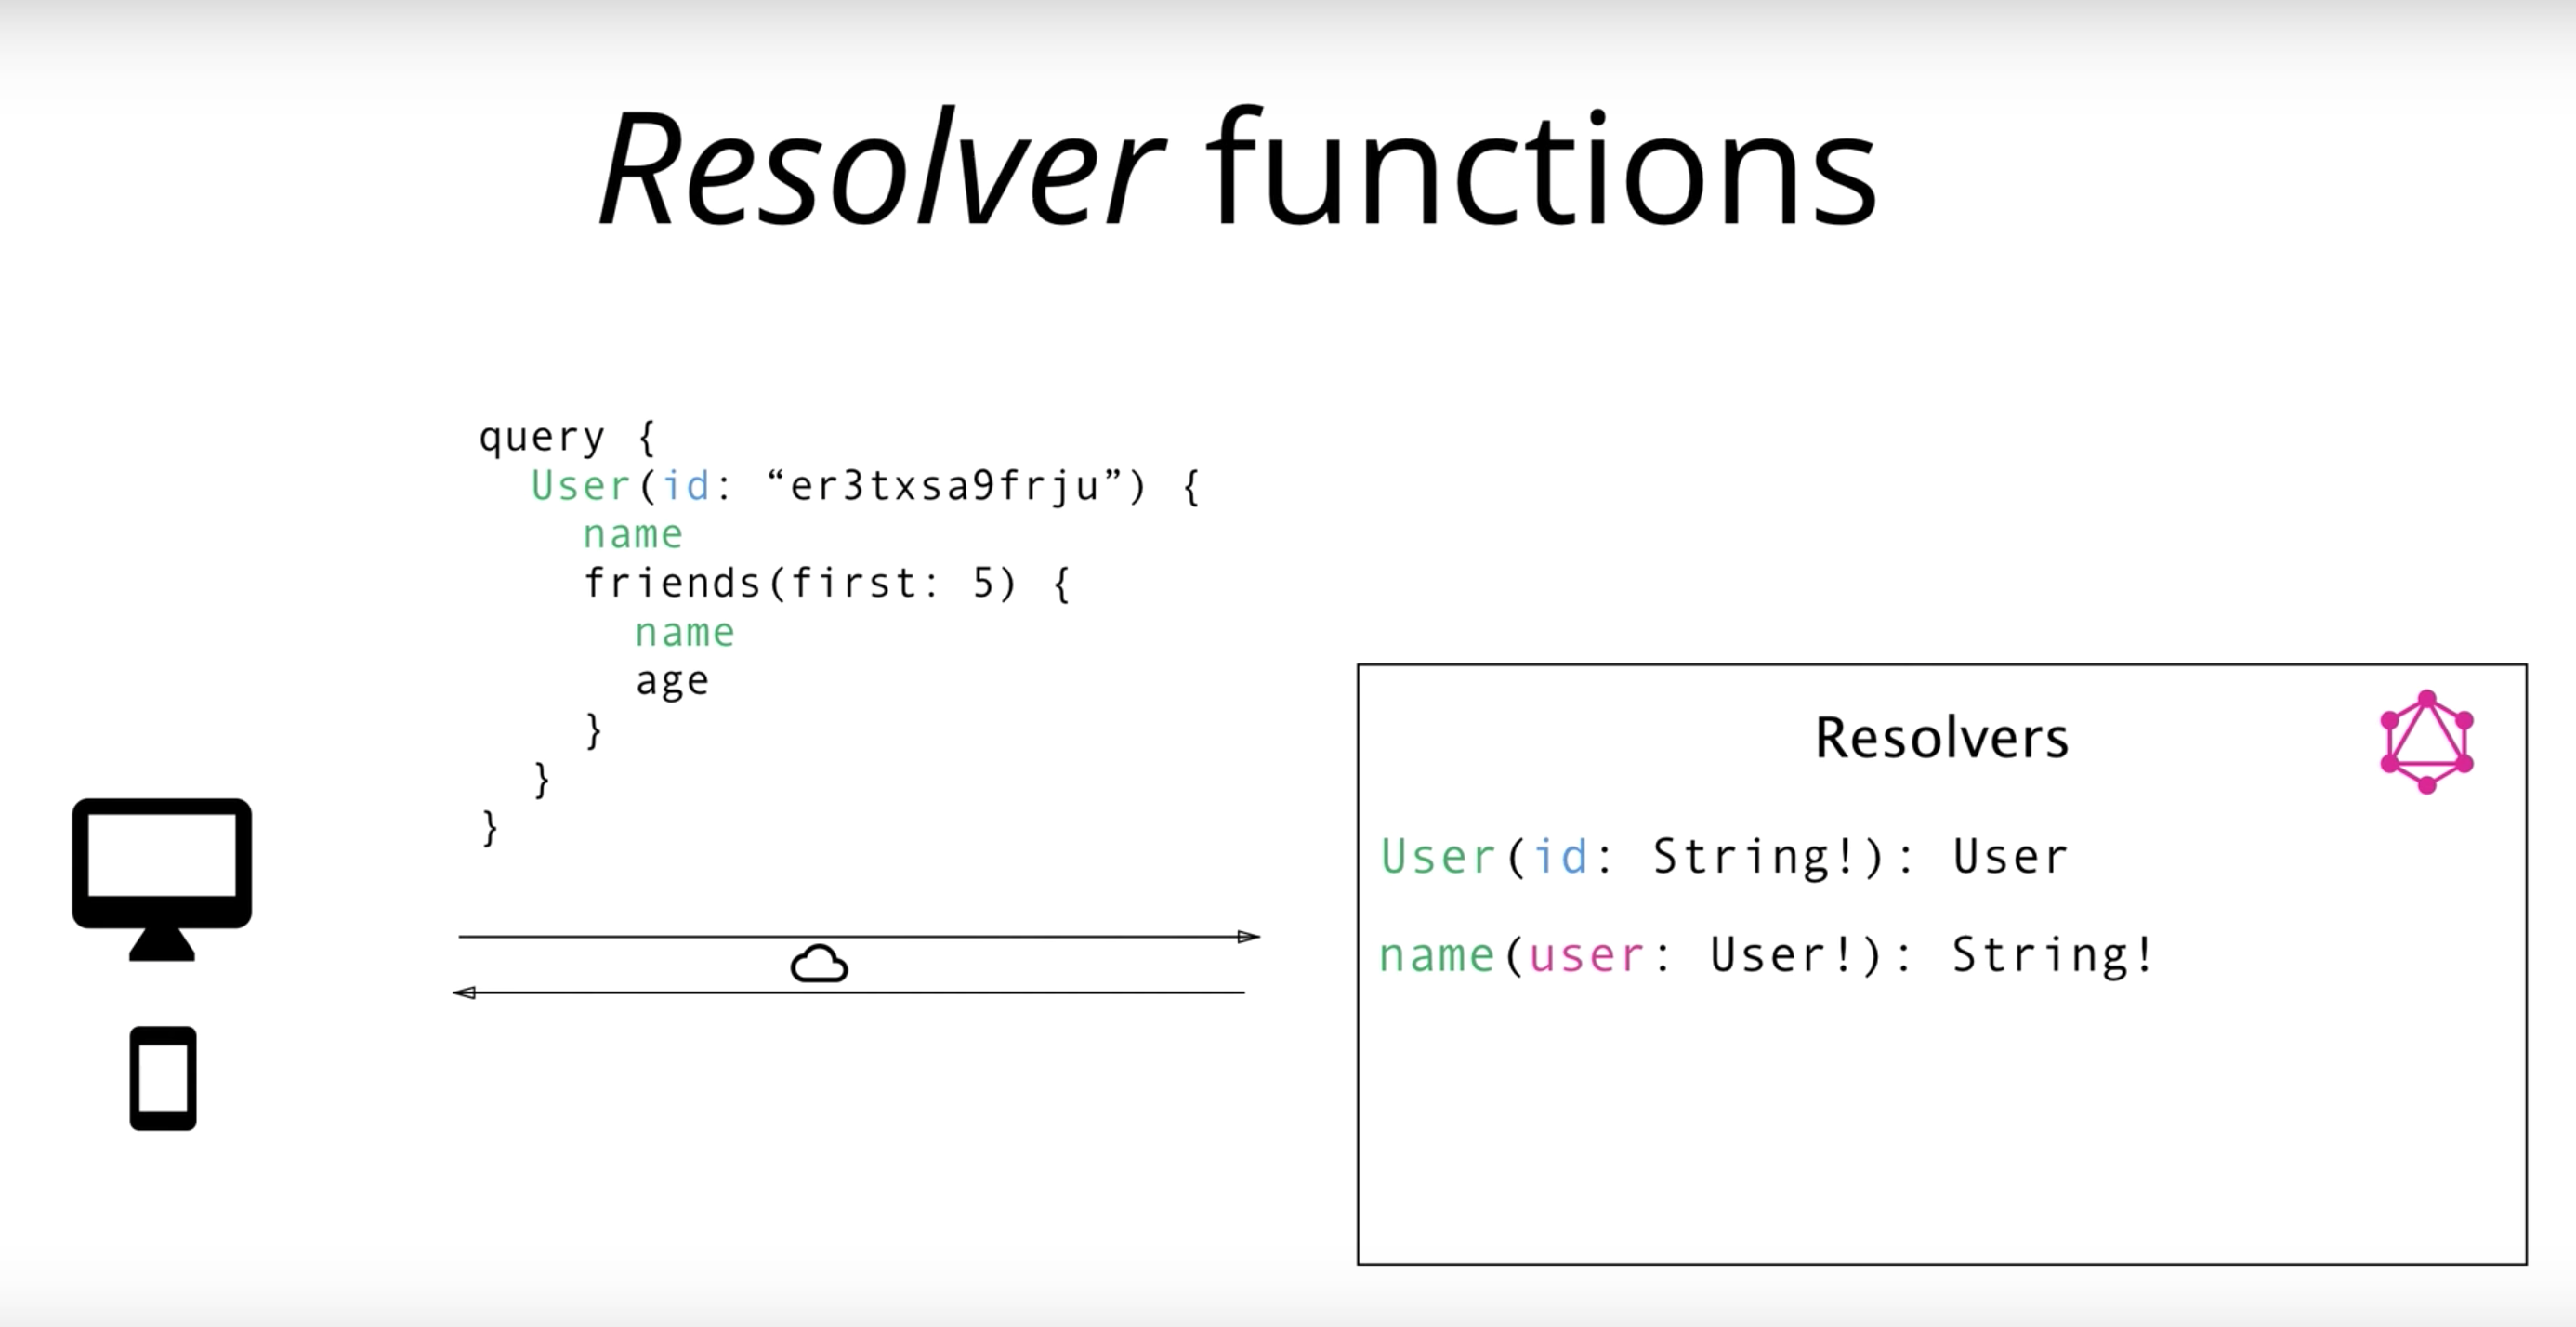 Resolver functions
query {
User(id: “er3txsa9frju”) {
name
friends(first: 5) {
name
age
}
}
}
Resolvers
User(id: String!): User
name(user: User!): String!